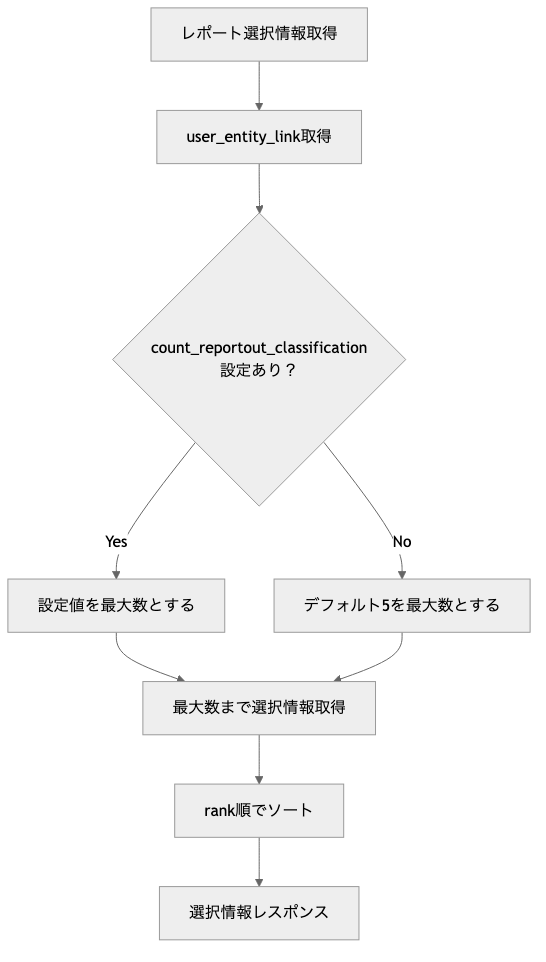 レポート選択情報取得
user_entity_link取得
count_reportout_classification
設定あり？
Yes
No
設定値を最大数とする
デフォルト5を最大数とする
最大数まで選択情報取得
rank順でソート
選択情報レスポンス